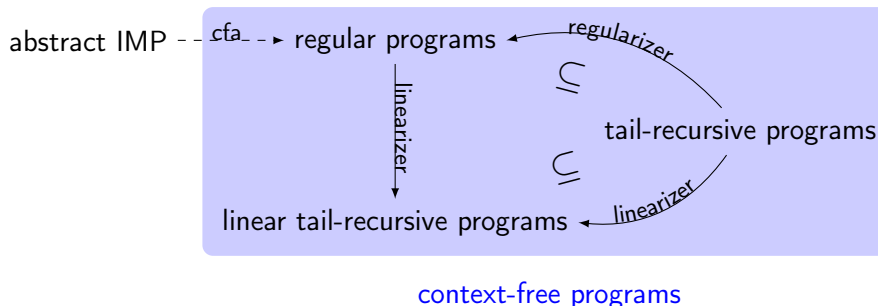 abstract IMP
cfa
regular programs
regularizer
⊆
linearizer
tail-recursive programs
⊆
linear tail-recursive programs
linearizer
context-free programs